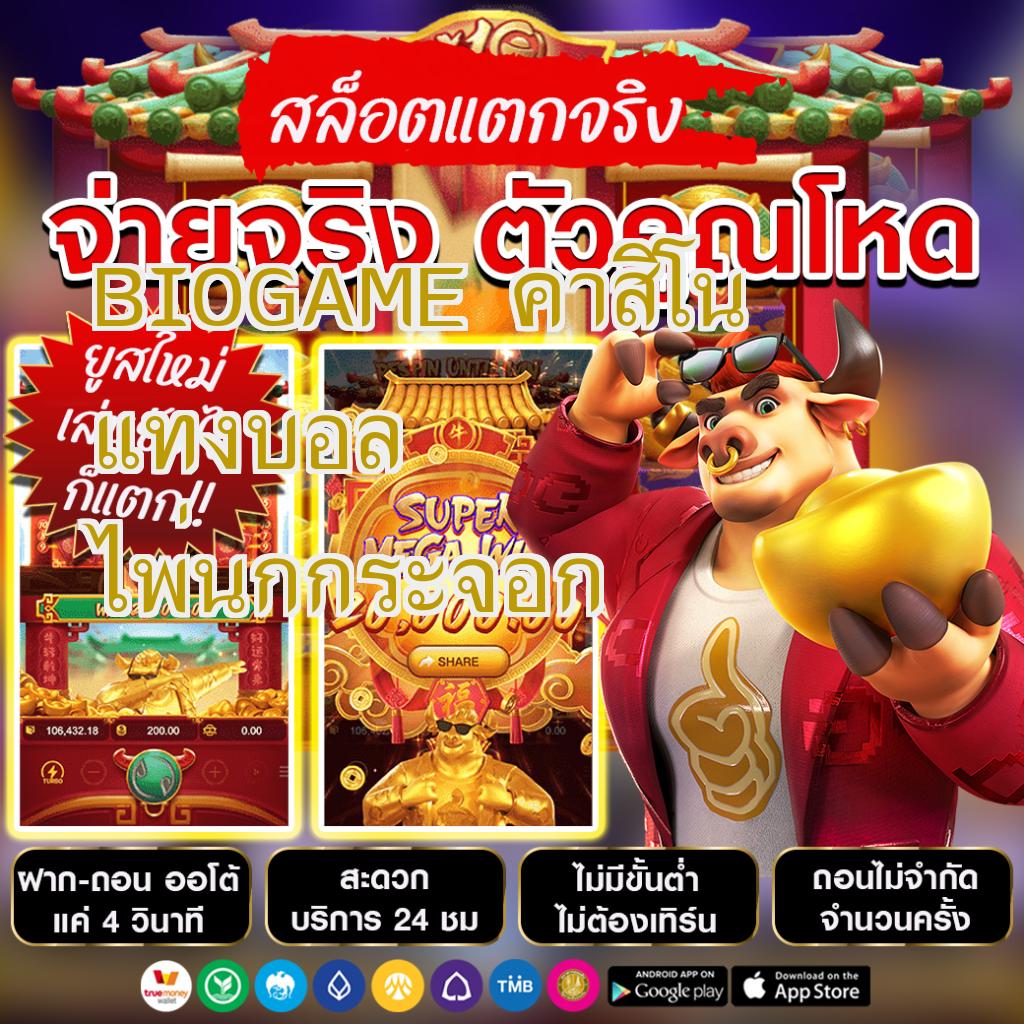 สล็อตแตกจริง
จ่ายจริง ตัวคูณโหด
BIOGAME คาสิโน
ยูสใหม่
แทงบอล
ก็แตก!!
ไพ่นกกระจอก
SUPER
MEGA WIN
20,000.00
SHARE
福
106,432.18
200.00
0.00
TURBO
ฝาก-ถอน ออโต้
แค่ 4 วินาที
สะดวก
บริการ 24 ชม
ไม่มีขั้นต่ำ
ไม่ต้องเทิร์น
ถอนไม่จำกัด
จำนวนครั้ง
truemoney
wallet
TMB
ANDROID APP ON
Google play
Download on the
App Store